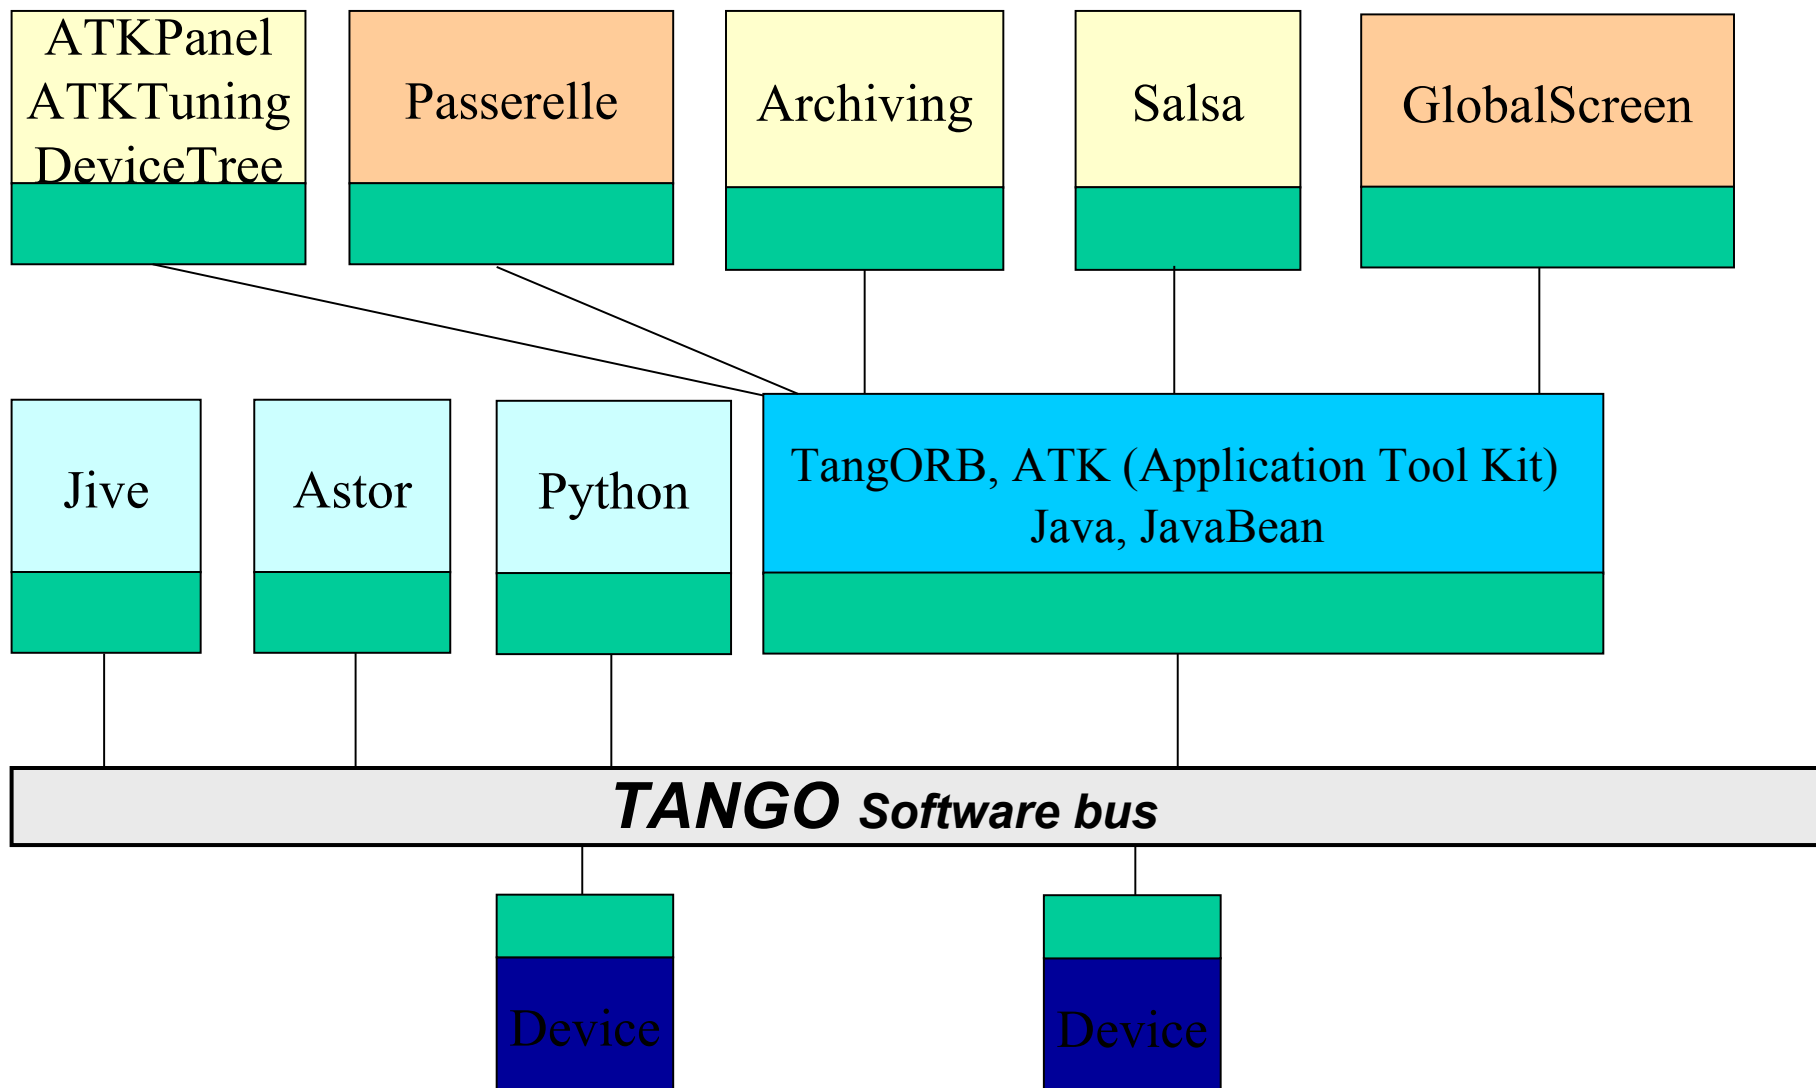 ATKPanel
ATKTuning
DeviceTree
Passerelle
Archiving
Salsa
GlobalScreen
Jive
Astor
Python
TangORB, ATK (Application Tool Kit)
Java, JavaBean
TANGO Software bus
Device
Device